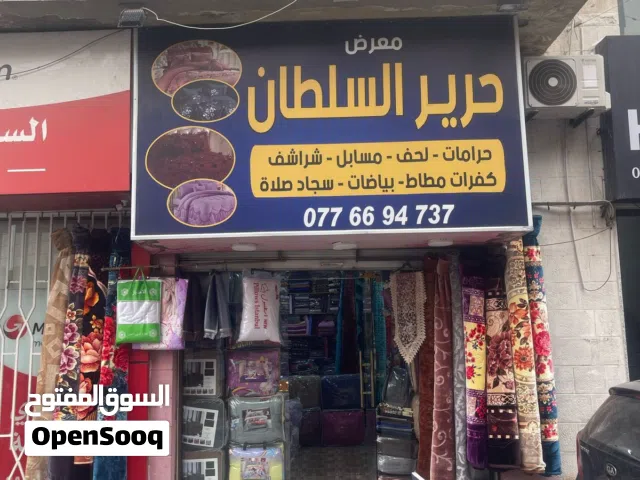 معرض
حرير السلطان
حرامات - لحف - مسابل - شراشف
كفرات مطاط - بياضات - سجاد صلاة
077 66 94 737
الس
السوق المفتوح
OpenSooq